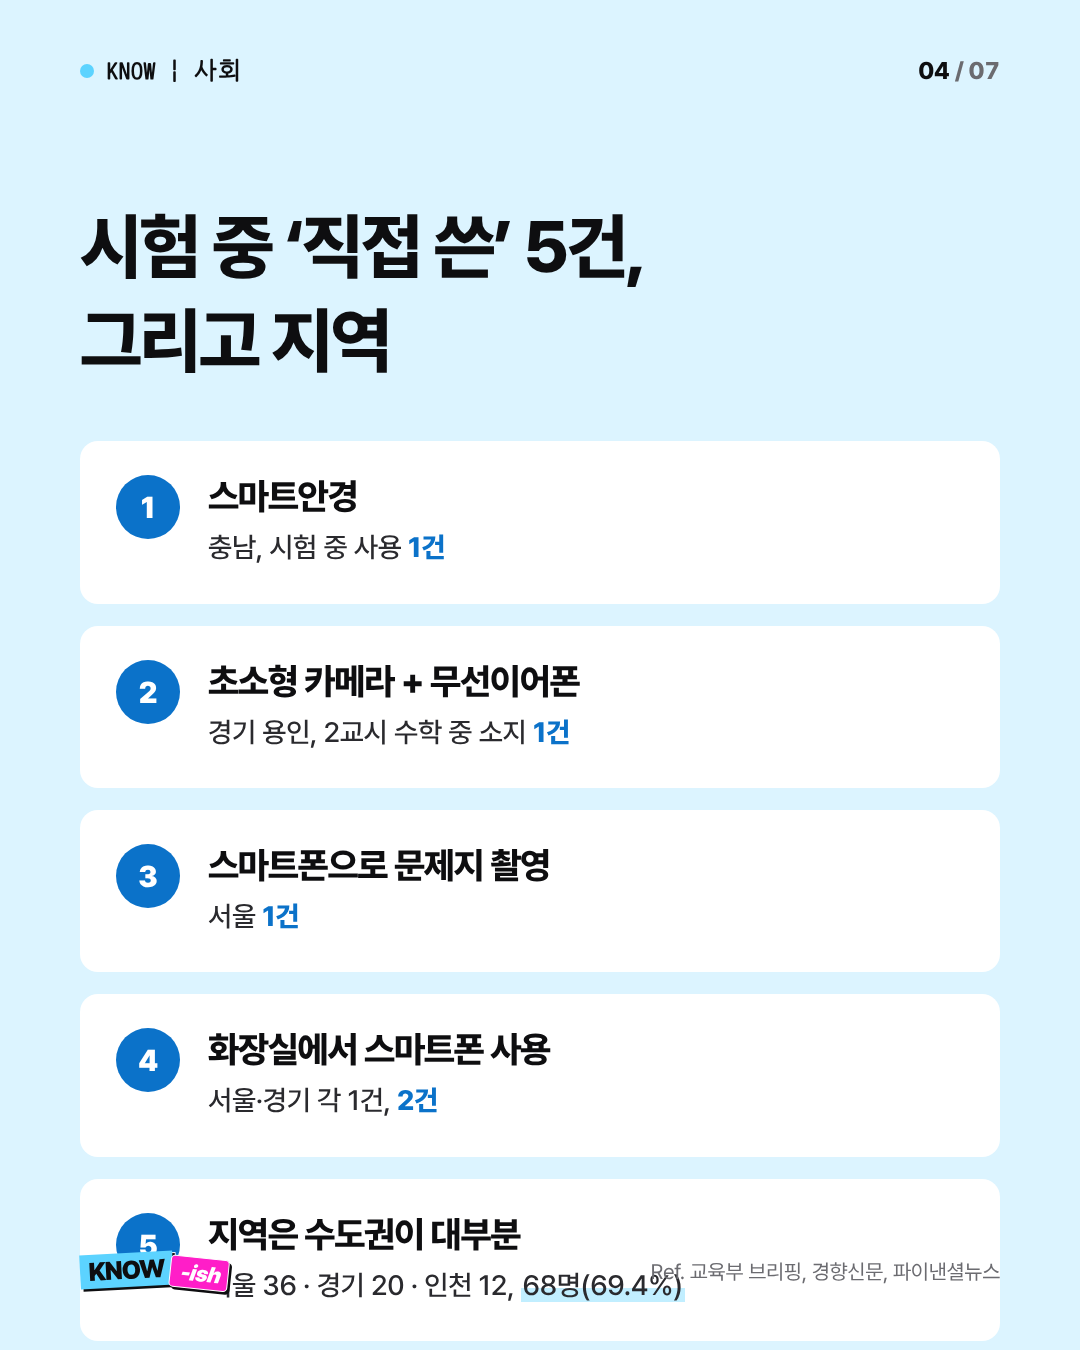 KNOW | 사회
04 / 07
시험 중 ‘직접 쓴’ 5건,
그리고 지역
1
스마트안경
충남, 시험 중 사용 1건
2
초소형 카메라 + 무선이어폰
경기 용인, 2교시 수학 중 소지 1건
3
스마트폰으로 문제지 촬영
서울 1건
4
화장실에서 스마트폰 사용
서울·경기 각 1건, 2건
5
지역은 수도권이 대부분
서울 36 · 경기 20 · 인천 12, 68명(69.4%)
KNOW -ish
Ref. 교육부 브리핑, 경향신문, 파이낸셜뉴스